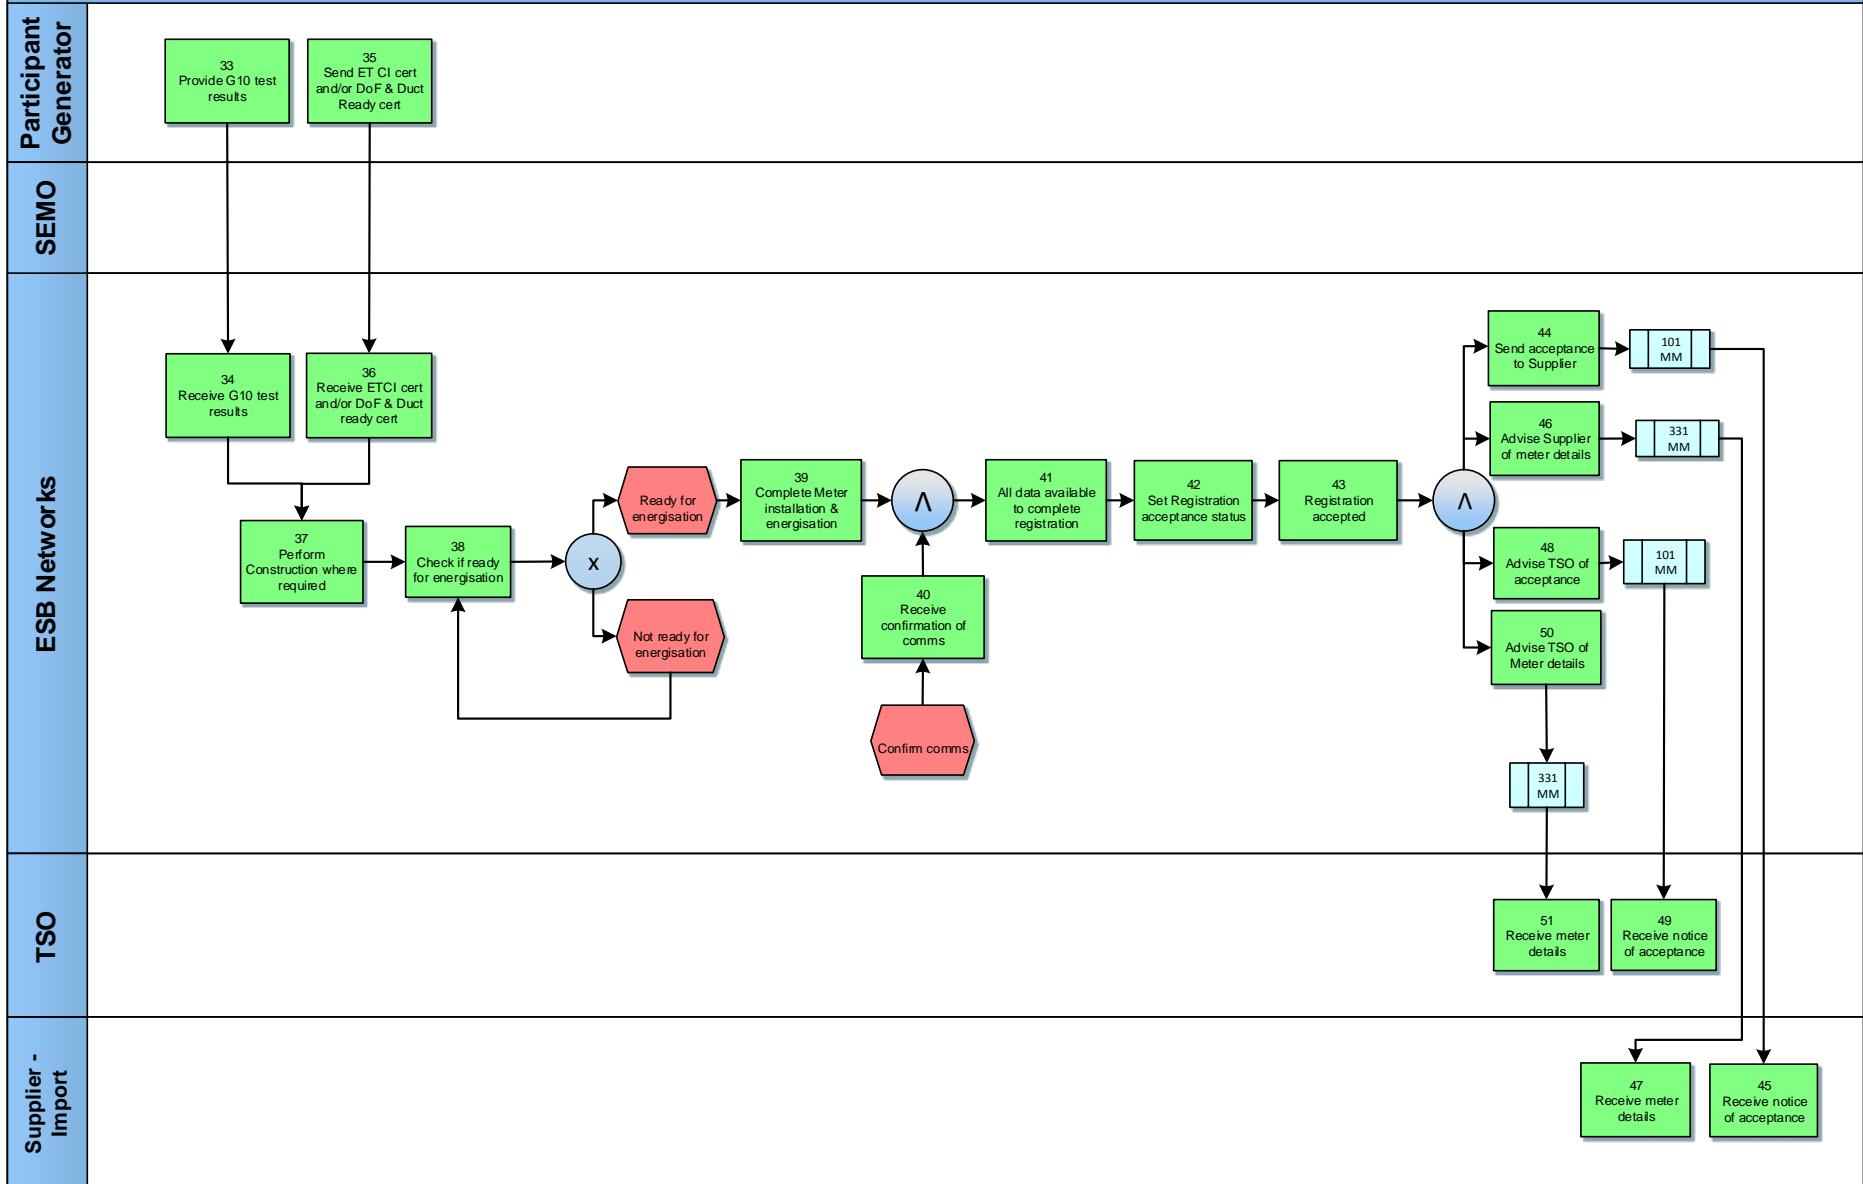 Participant
Generator
33
Provide G10 test
results
35
Send ET CI cert
and/or DoF & Duct
Ready cert
SEMO
ESB Networks
34
Receive G10 test
results
36
Receive ETCI cert
and/or DoF & Duct
ready cert
37
Perform
Construction where
required
38
Check if ready
for energisation
X
Ready for
energisation
Not ready for
energisation
39
Complete Meter
installation &
energisation
Λ
40
Receive
confirmation of
comms
Confirm comms
41
All data available
to complete
registration
42
Set Registration
acceptance status
43
Registration
accepted
Λ
44
Send acceptance
to Supplier
101
MM
46
Advise Supplier
of meter details
331
MM
48
Advise TSO of
acceptance
101
MM
50
Advise TSO of
Meter details
331
MM
TSO
51
Receive meter
details
49
Receive notice
of acceptance
Supplier -
Import
47
Receive meter
details
45
Receive notice
of acceptance